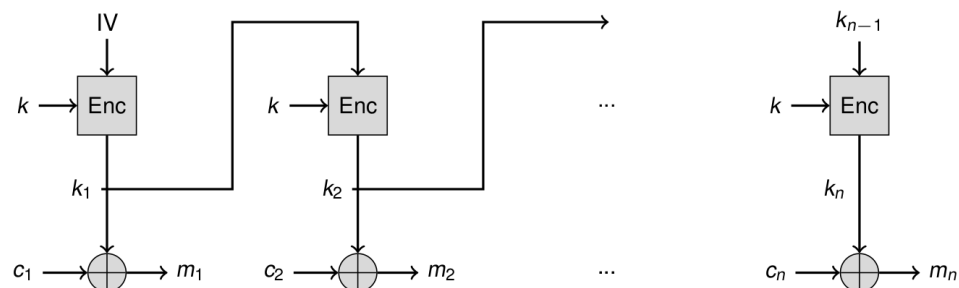 IV k_{n−1}
k Enc k Enc ... k Enc
k_1 k_2 k_n
c_1 m_1 c_2 m_2 ... c_n m_n